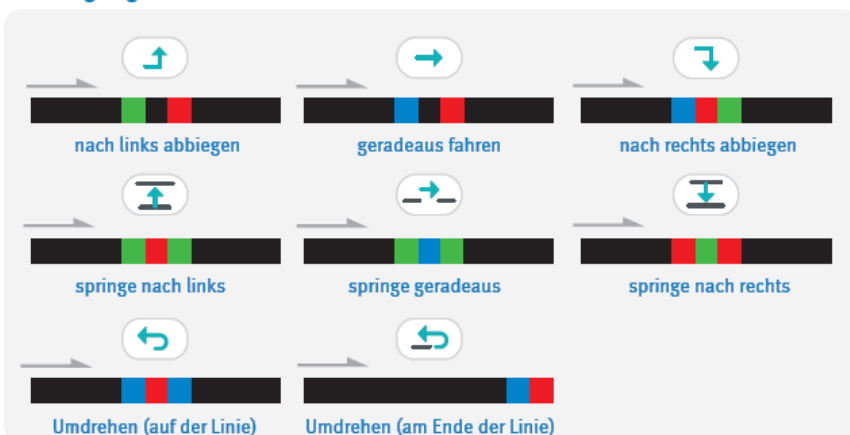 nach links abbiegen
geradeaus fahren
nach rechts abbiegen
springe nach links
springe geradeaus
springe nach rechts
Umdrehen (auf der Linie)
Umdrehen (am Ende der Linie)